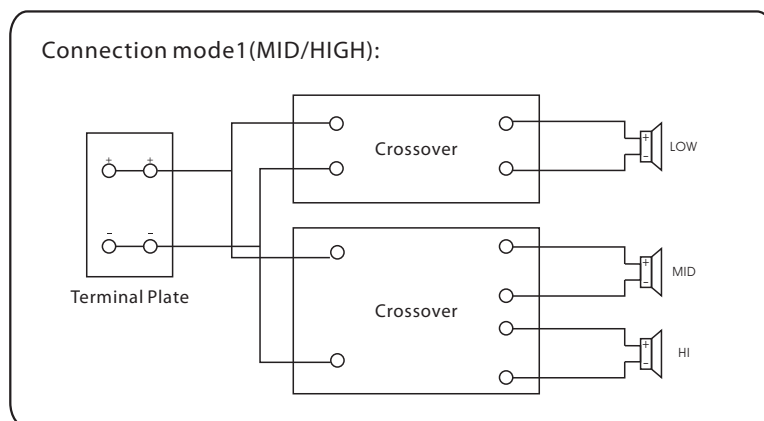 Connection mode1(MID/HIGH):
Crossover
+ -
LOW
+ +
- -
Terminal Plate
Crossover
+ -
MID
+ -
HI